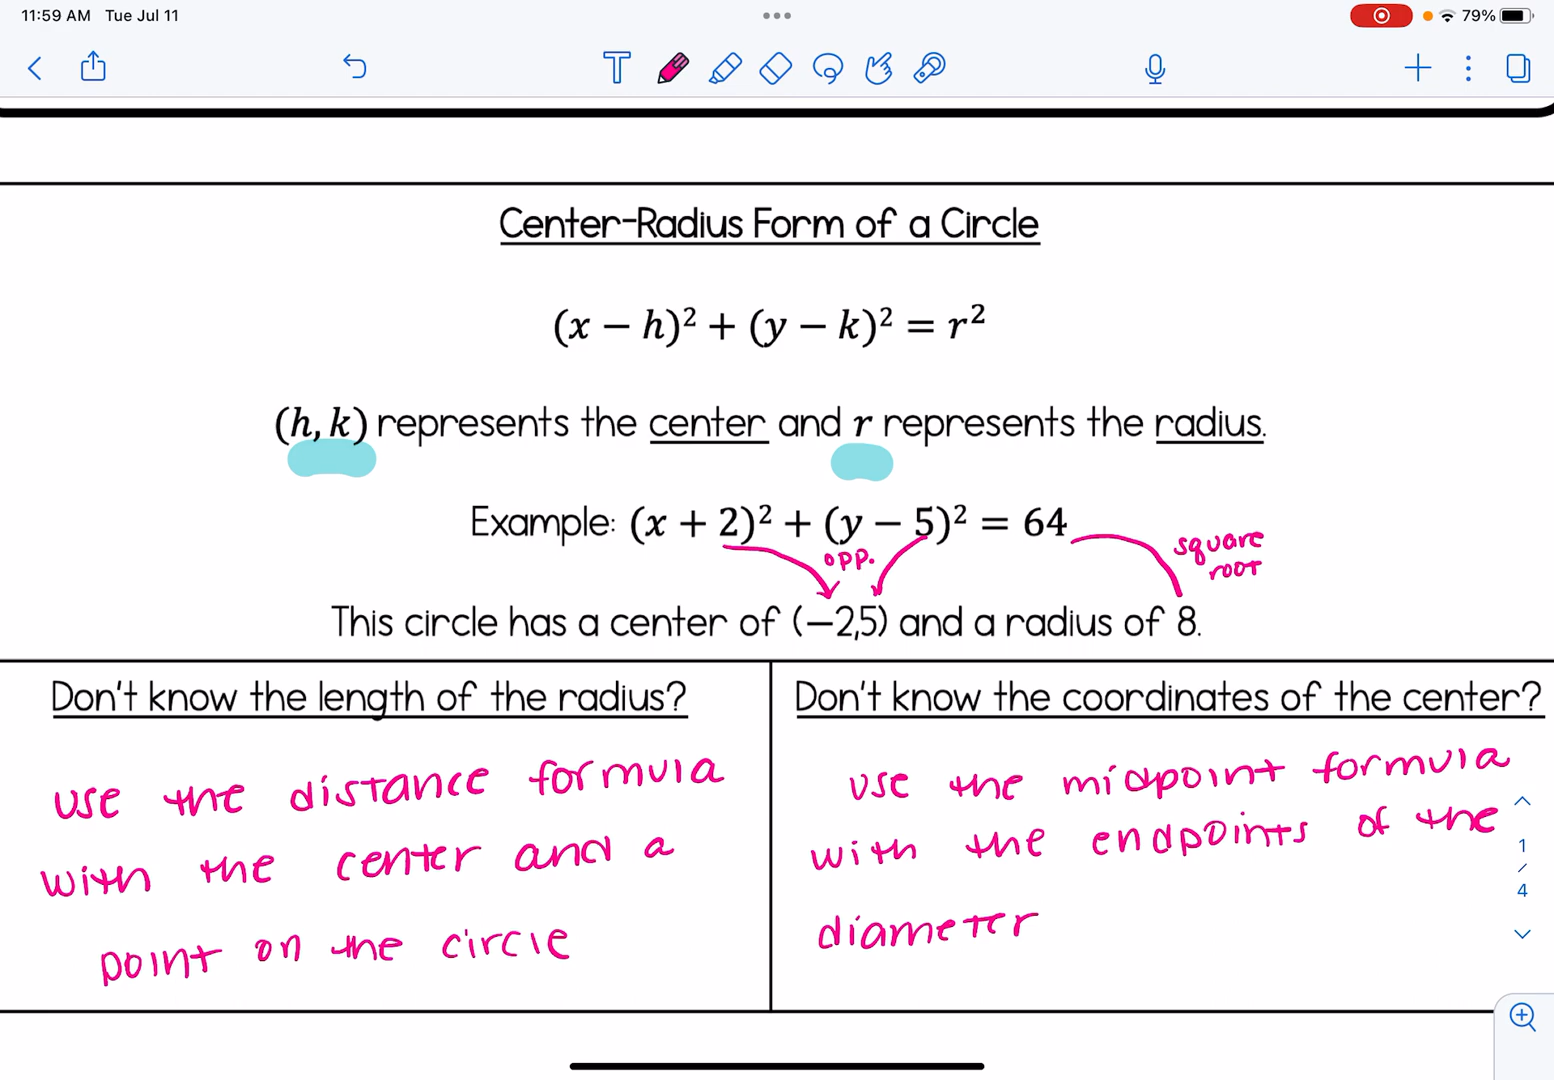 11:59 AM Tue Jul 11
79%
T
Center-Radius Form of a Circle
(x − h)² + (y − k)² = r²
(h, k) represents the center and r represents the radius.
Example: (x + 2)² + (y − 5)² = 64
opp.
square
root
This circle has a center of (−2,5) and a radius of 8.
Don't know the length of the radius?
use the distance formula
with the center and a
point on the circle
Don't know the coordinates of the center?
use the midpoint formula
with the endpoints of the
diameter
1
/
4